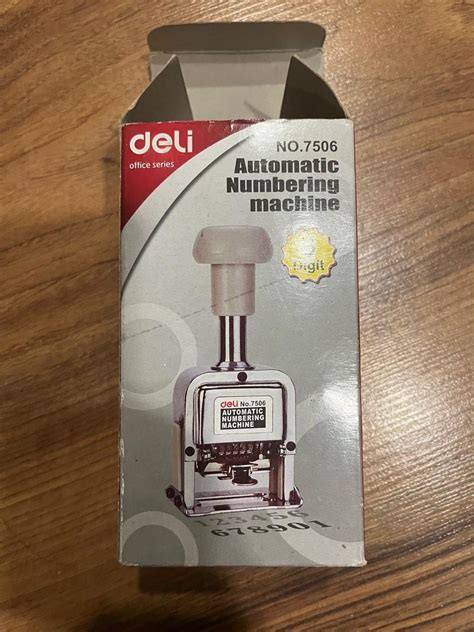 deli
office series
NO.7506
Automatic
Numbering
machine
Digit
deli No.7506
AUTOMATIC
NUMBERING
MACHINE
123456
678901